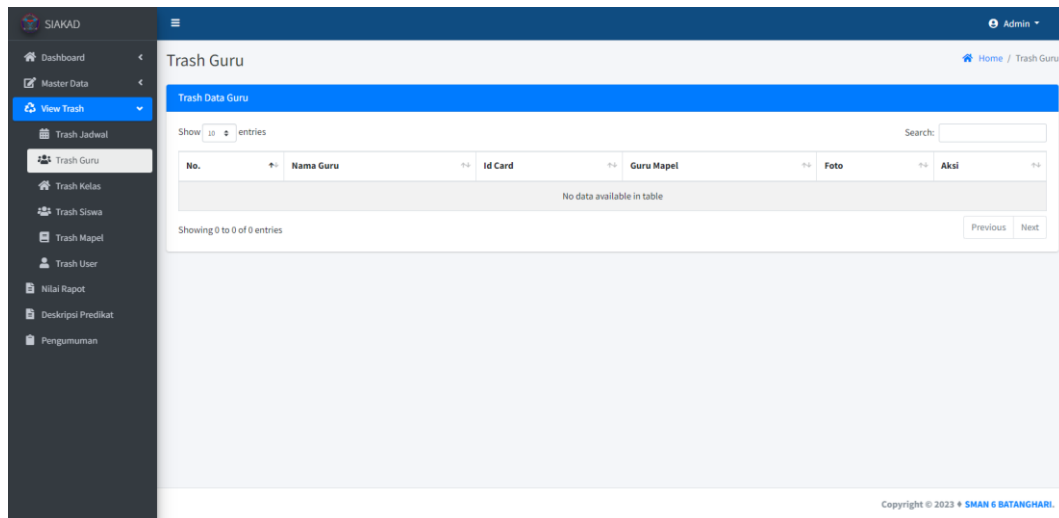 SIAKAD
Admin
Dashboard
Master Data
View Trash
Trash Jadwal
Trash Guru
Trash Kelas
Trash Siswa
Trash Mapel
Trash User
Nilai Rapot
Deskripsi Predikat
Pengumuman
Trash Guru
Home / Trash Guru
Trash Data Guru
Show 10 entries
Search:
No. Nama Guru Id Card Guru Mapel Foto Aksi
No data available in table
Showing 0 to 0 of 0 entries
Previous Next
Copyright © 2023 ♦ SMAN 6 BATANGHARI.